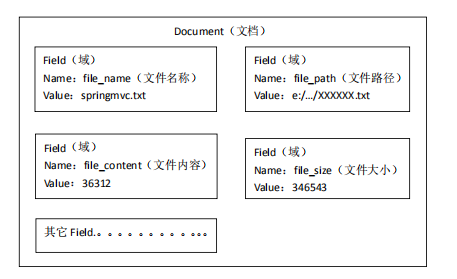 Document（文档）
Field（域）
Name：file_name（文件名称）
Value：springmvc.txt
Field（域）
Name：file_path（文件路径）
Value：e:/…/XXXXXX.txt
Field（域）
Name：file_content（文件内容）
Value：36312
Field（域）
Name：file_size（文件大小）
Value：346543
其它 Field.。。。。。。。。。。。。